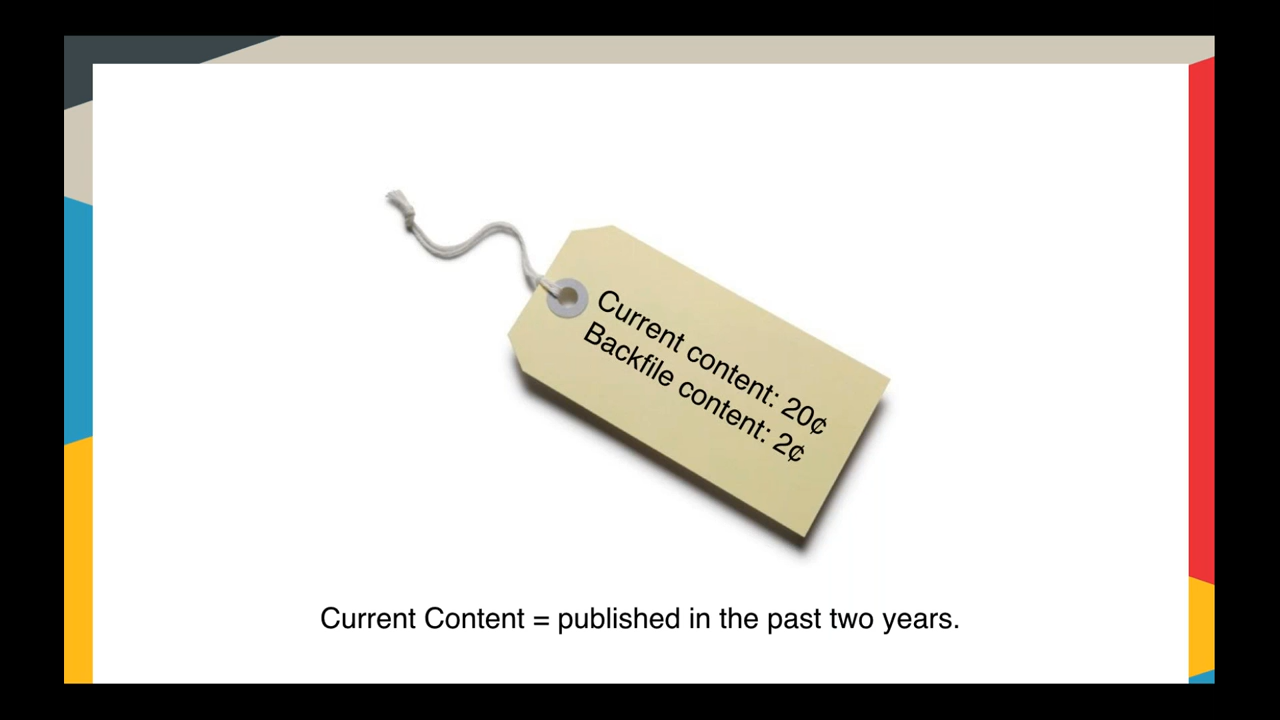 Current content: 20¢
Backfile content: 2¢
Current Content = published in the past two years.